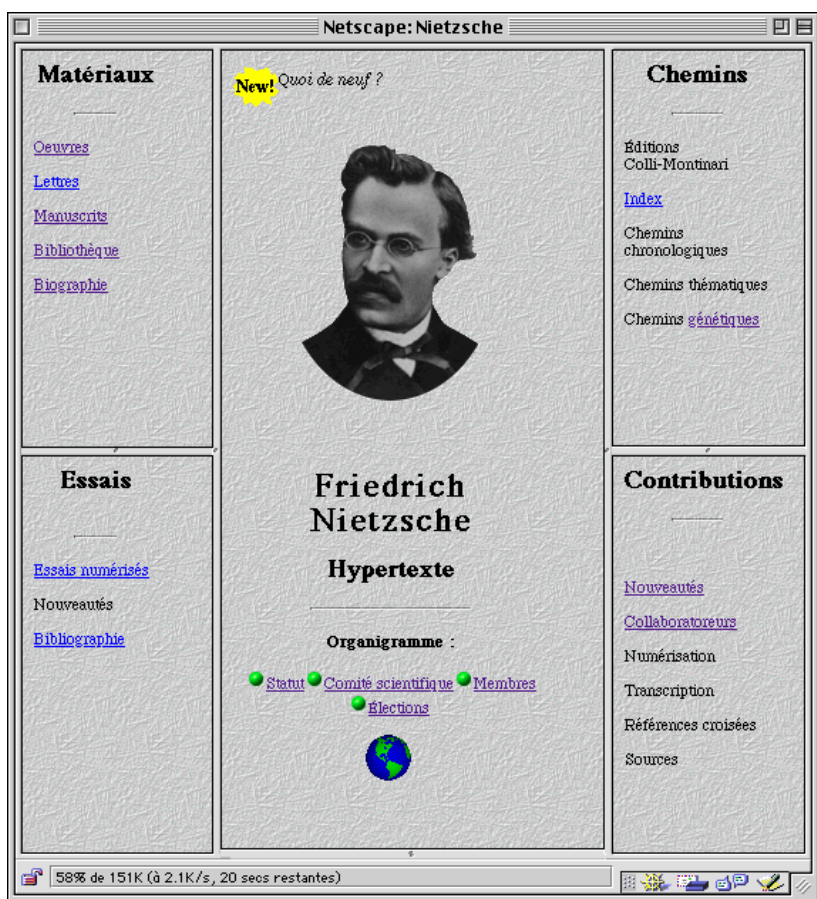 Netscape: Nietzsche
Matériaux
Oeuvres
Lettres
Manuscrits
Bibliothèque
Biographie
New! Quoi de neuf ?
Friedrich
Nietzsche
Hypertexte
Organigramme :
Statut Comité scientifique Membres
Élections
Chemins
Éditions
Colli-Montinari
Index
Chemins
chronologiques
Chemins thématiques
Chemins génétiques
Essais
Essais numérisés
Nouveautés
Bibliographie
Contributions
Nouveautés
Collaboratoreurs
Numérisation
Transcription
Références croisées
Sources
58% de 151K (à 2.1K/s, 20 secs restantes)